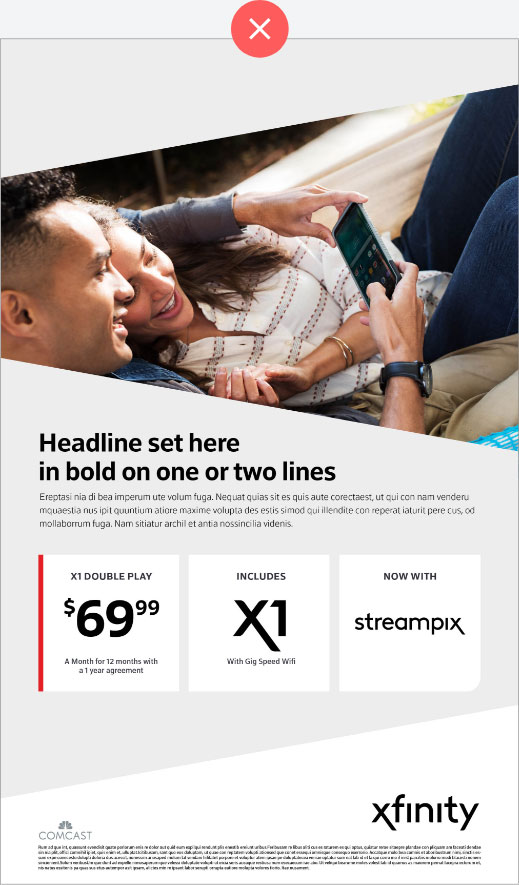 Headline set here
in bold on one or two lines
Ereptasi nia di bea imperum ute volum fuga. Nequat quias sit es quis aute corectaest, ut qui con nam venderu
mquaestia nus ipit quuntium atiore maxime volupta des estis simod qui illendite con reperat iaturit pere cus, od
mollaborrum fuga. Nam sitiatur archil et antia nossincilia videnis.
X1 DOUBLE PLAY
$69.99
A Month for 12 months with
a 1 year agreement
INCLUDES
X1
With Gig Speed Wifi
NOW WITH
streampix
xfinity
COMCAST